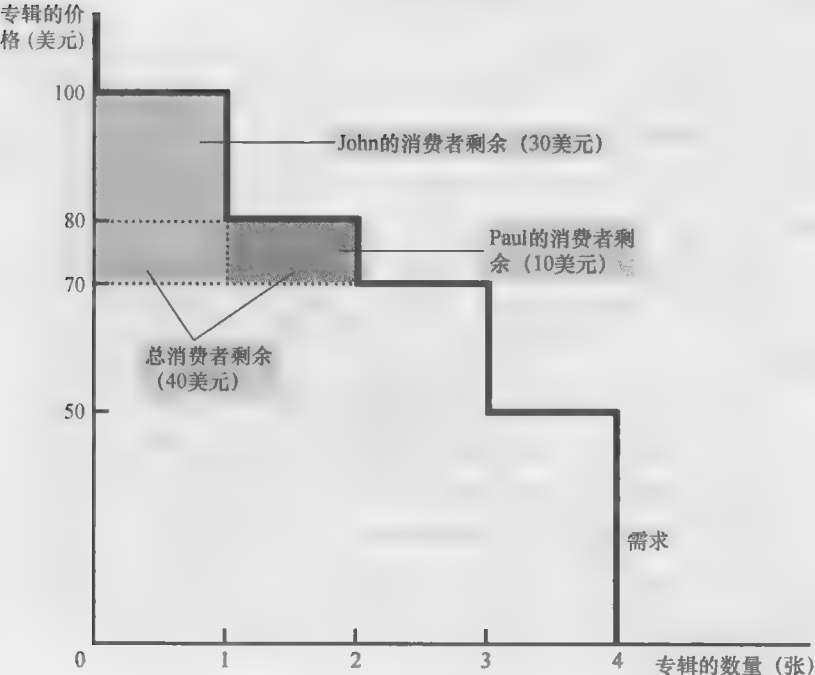 专辑的价
格 (美元)
100
John的消费者剩余（30美元）
80
Paul的消费者剩
余（10美元）
70
总消费者剩余
（40美元）
50
需求
0
1
2
3
4
专辑的数量（张）